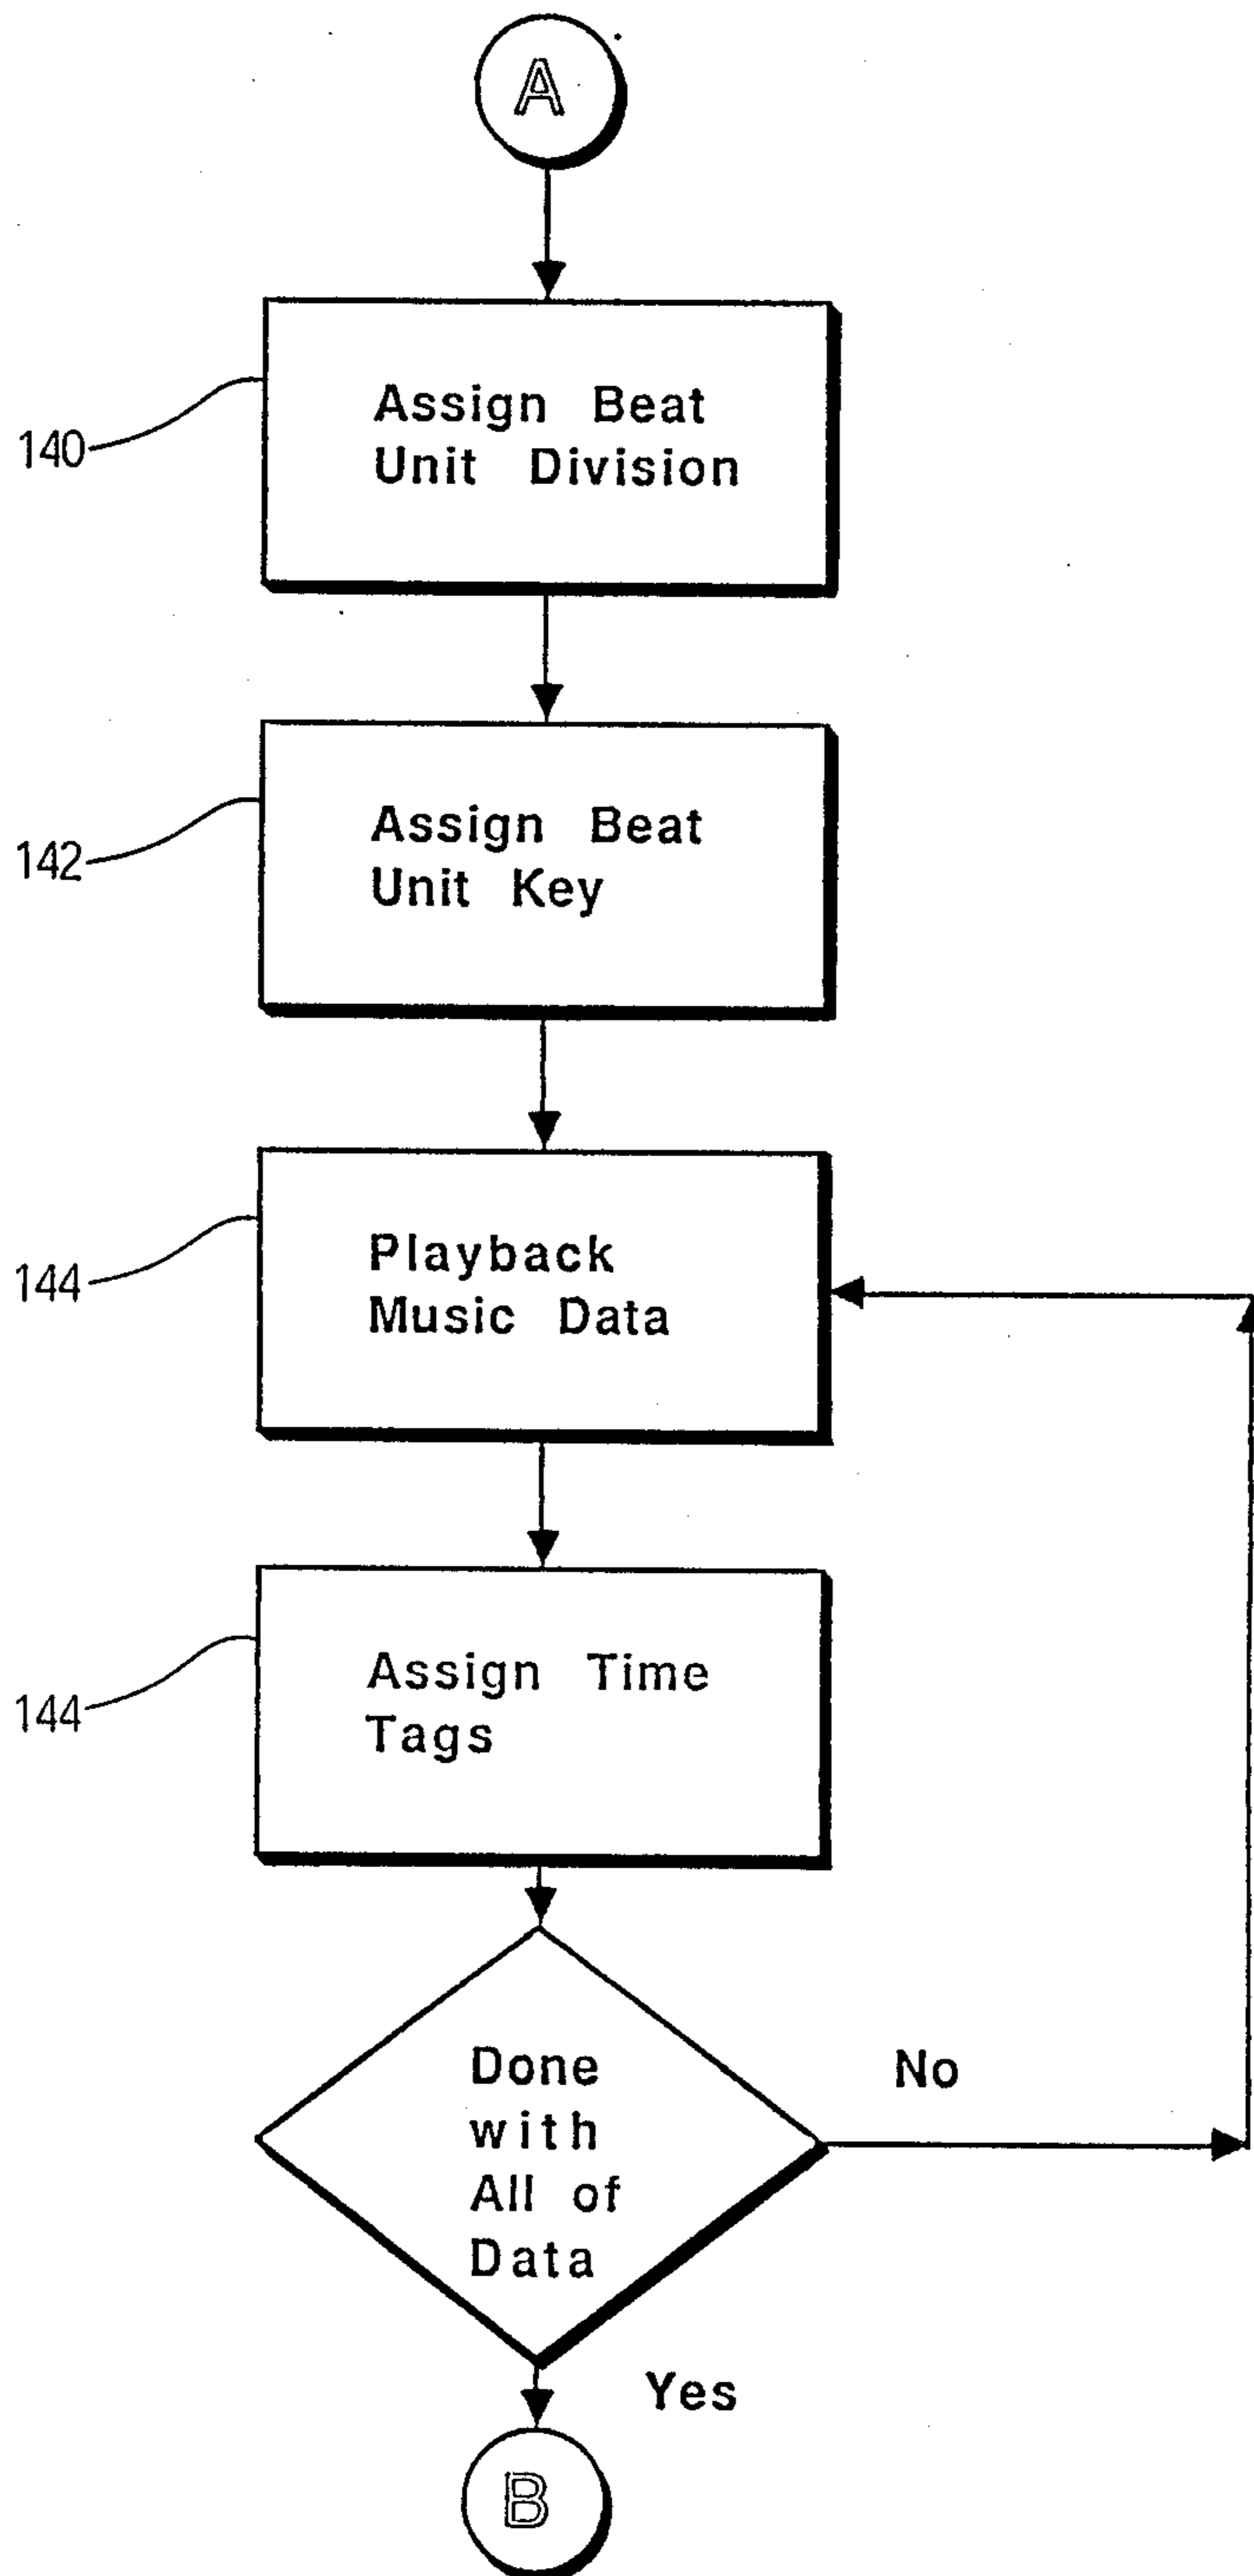 A
140
Assign Beat
Unit Division
142
Assign Beat
Unit Key
144
Playback
Music Data
144
Assign Time
Tags
Done
with
All of
Data
No
Yes
B